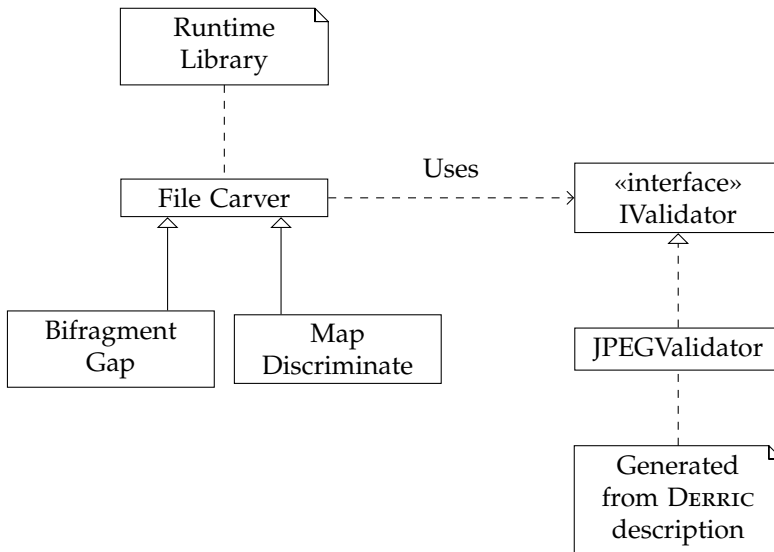 Runtime
Library
Uses
File Carver
«interface»
IValidator
Bifragment
Gap
Map
Discriminate
JPEGValidator
Generated
from DERRIC
description